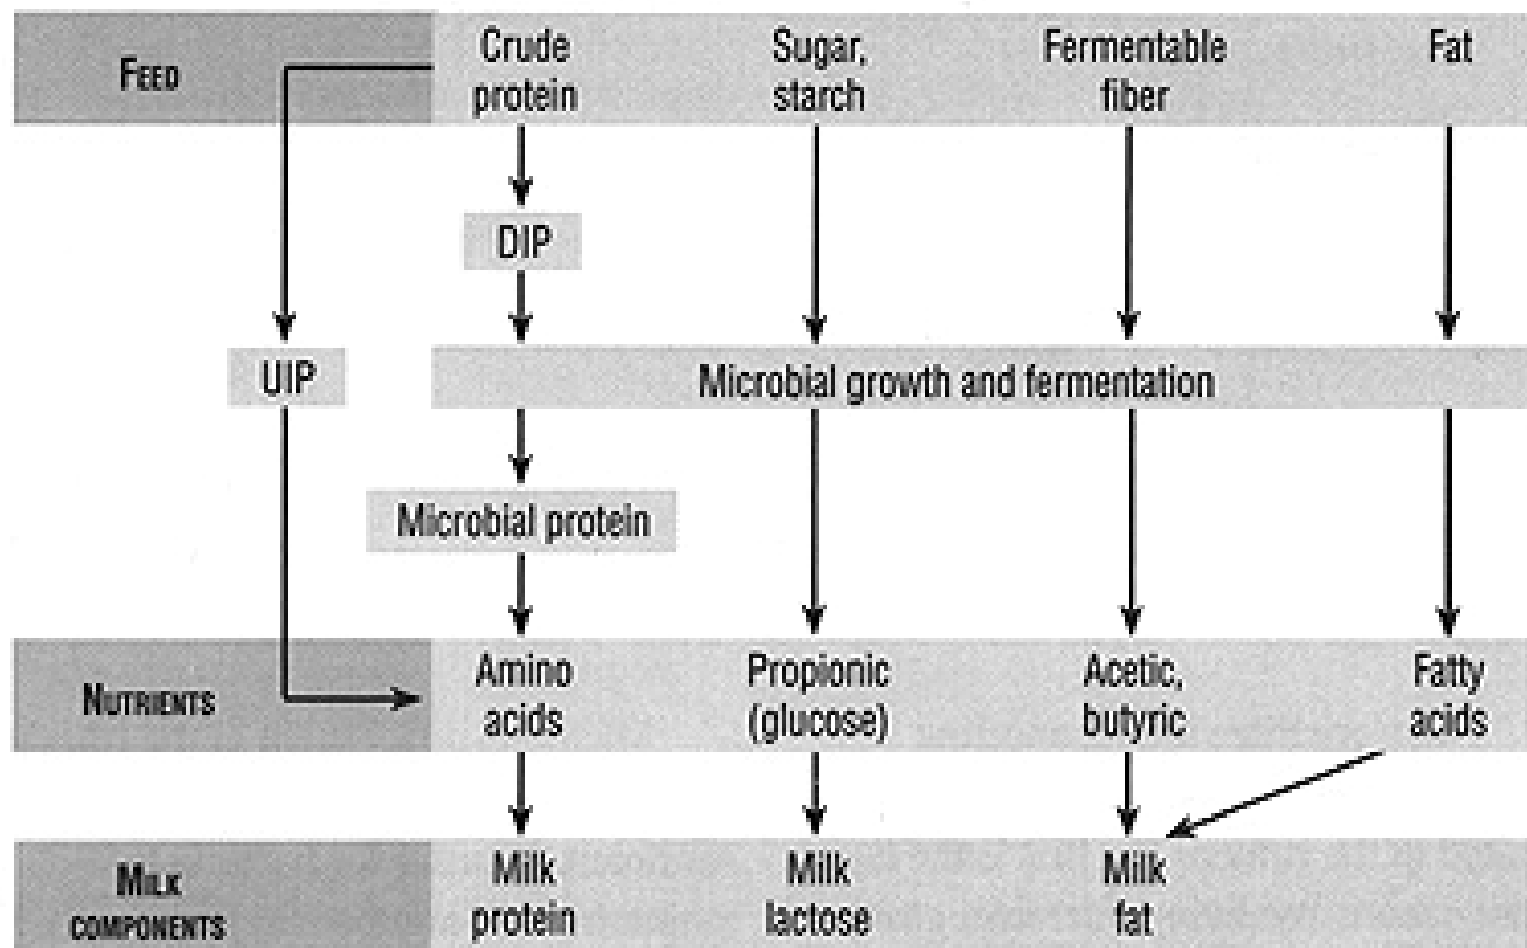 FEED
Crude
protein
Sugar,
starch
Fermentable
fiber
Fat
DIP
UIP
Microbial growth and fermentation
Microbial protein
NUTRIENTS
Amino
acids
Propionic
(glucose)
Acetic,
butyric
Fatty
acids
MILK
COMPONENTS
Milk
protein
Milk
lactose
Milk
fat